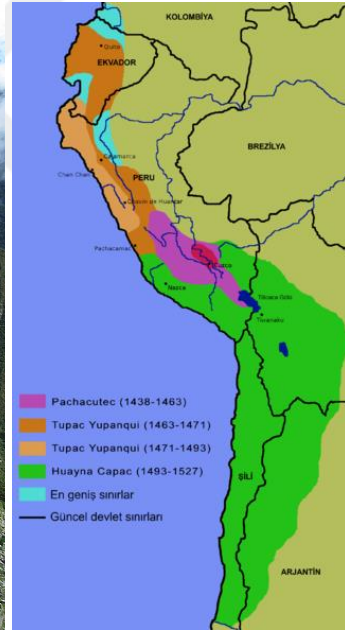 KOLOMBİYA
Quito
EKVADOR
BREZİLYA
Cajamarca
PERU
Chan Chan
Chavin de Huantar
Pachacamac
Cuzco
Nazca
Titicaca Gölü
Tiwanaku
Pachacutec (1438-1463)
Tupac Yupanqui (1463-1471)
Tupac Yupanqui (1471-1493)
Huayna Capac (1493-1527)
En geniş sınırlar
Güncel devlet sınırları
ŞİLİ
ARJANTİN